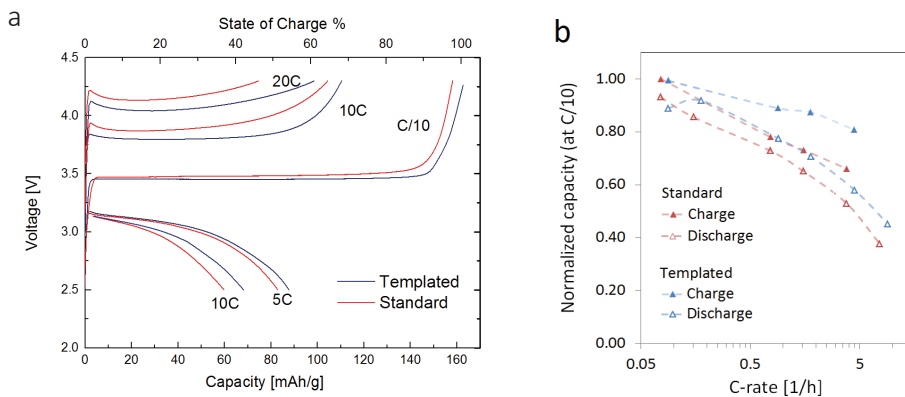 a
State of Charge %
0 20 40 60 80 100
4.5
4.0
3.5
3.0
2.5
2.0
Voltage [V]
20C
10C
C/10
10C
5C
Templated
Standard
0 20 40 60 80 100 120 140 160
Capacity [mAh/g]
b
Normalized capacity (at C/10)
1.00
0.80
0.60
0.40
0.20
0.00
Standard
Charge
Discharge
Templated
Charge
Discharge
0.05 0.5 5
C-rate [1/h]